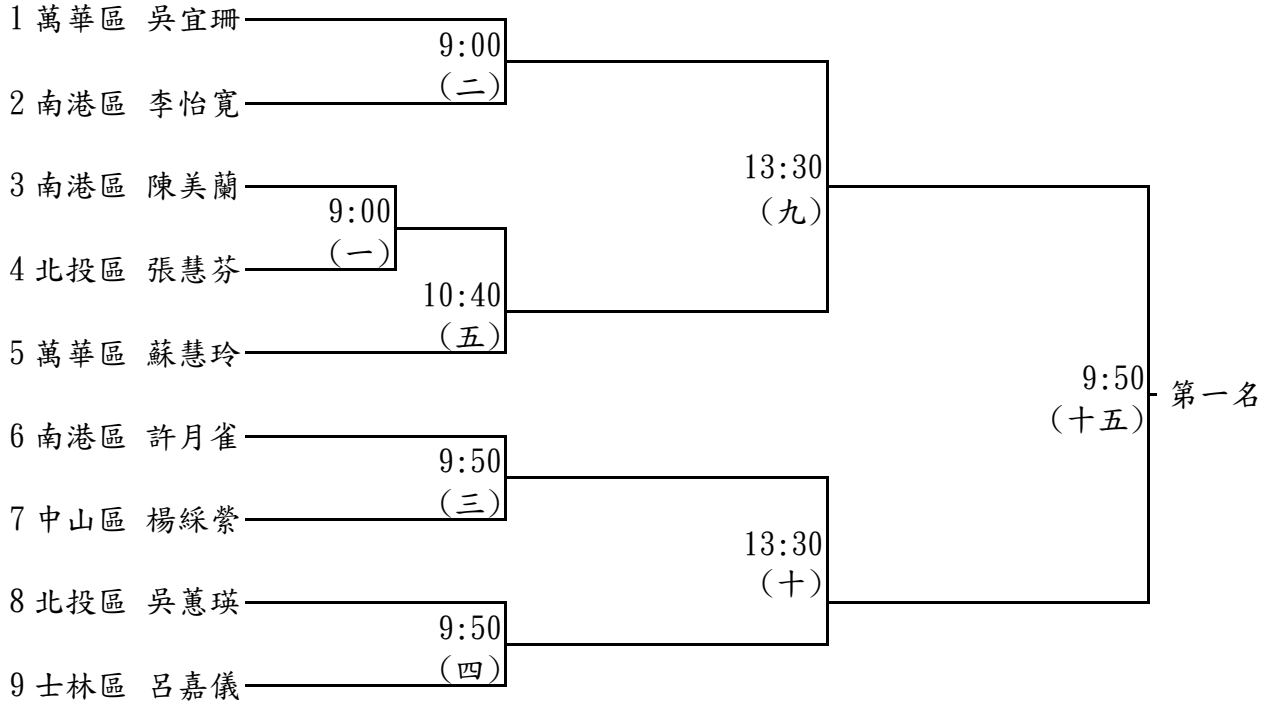 1 萬華區 吳宜珊
9:00
(二)
2 南港區 李怡寬
13:30
(九)
3 南港區 陳美蘭
9:00
(一)
4 北投區 張慧芬
10:40
(五)
5 萬華區 蘇慧玲
9:50
(十五)
第一名
6 南港區 許月雀
9:50
(三)
7 中山區 楊綵縈
13:30
(十)
8 北投區 吳蕙瑛
9:50
(四)
9 士林區 呂嘉儀